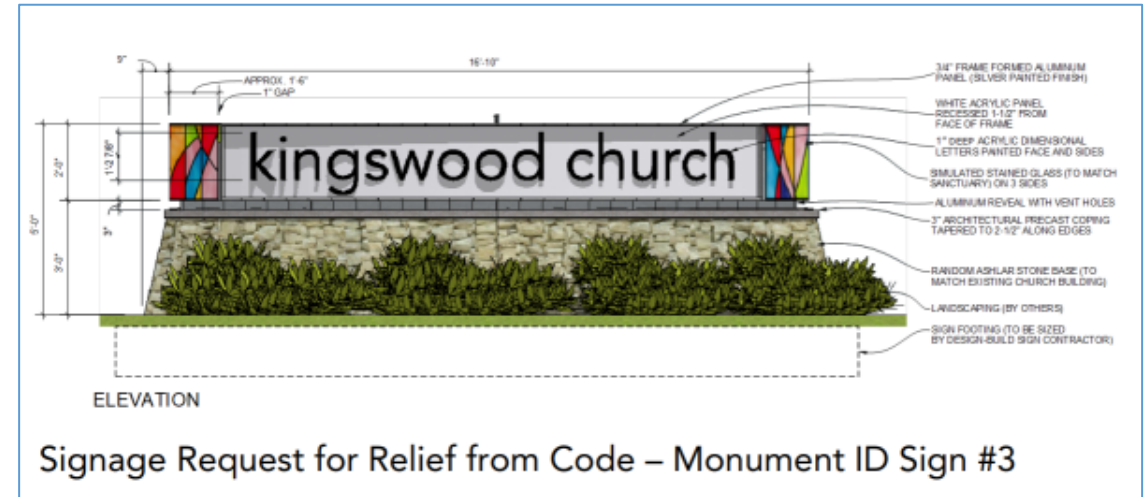 9"
16'-10"
APPROX. 1'-6"
1" GAP
2'-0"
5'-0"
3"
3'-0"
kingswood church
3/4" FRAME FORMED ALUMINUM
PANEL (SILVER PAINTED FINISH)
WHITE ACRYLIC PANEL
RECESSED 1-1/2" FROM
FACE OF FRAME
1" DEEP ACRYLIC DIMENSIONAL
LETTERS PAINTED FACE AND SIDES
SIMULATED STAINED GLASS (TO MATCH
SANCTUARY) ON 3 SIDES
ALUMINUM REVEAL WITH VENT HOLES
3" ARCHITECTURAL PRECAST COPING
TAPERED TO 2-1/2" ALONG EDGES
RANDOM ASHLAR STONE BASE (TO
MATCH EXISTING CHURCH BUILDING)
LANDSCAPING (BY OTHERS)
SIGN FOOTING (TO BE SIZED
BY DESIGN-BUILD SIGN CONTRACTOR)
ELEVATION
Signage Request for Relief from Code – Monument ID Sign #3